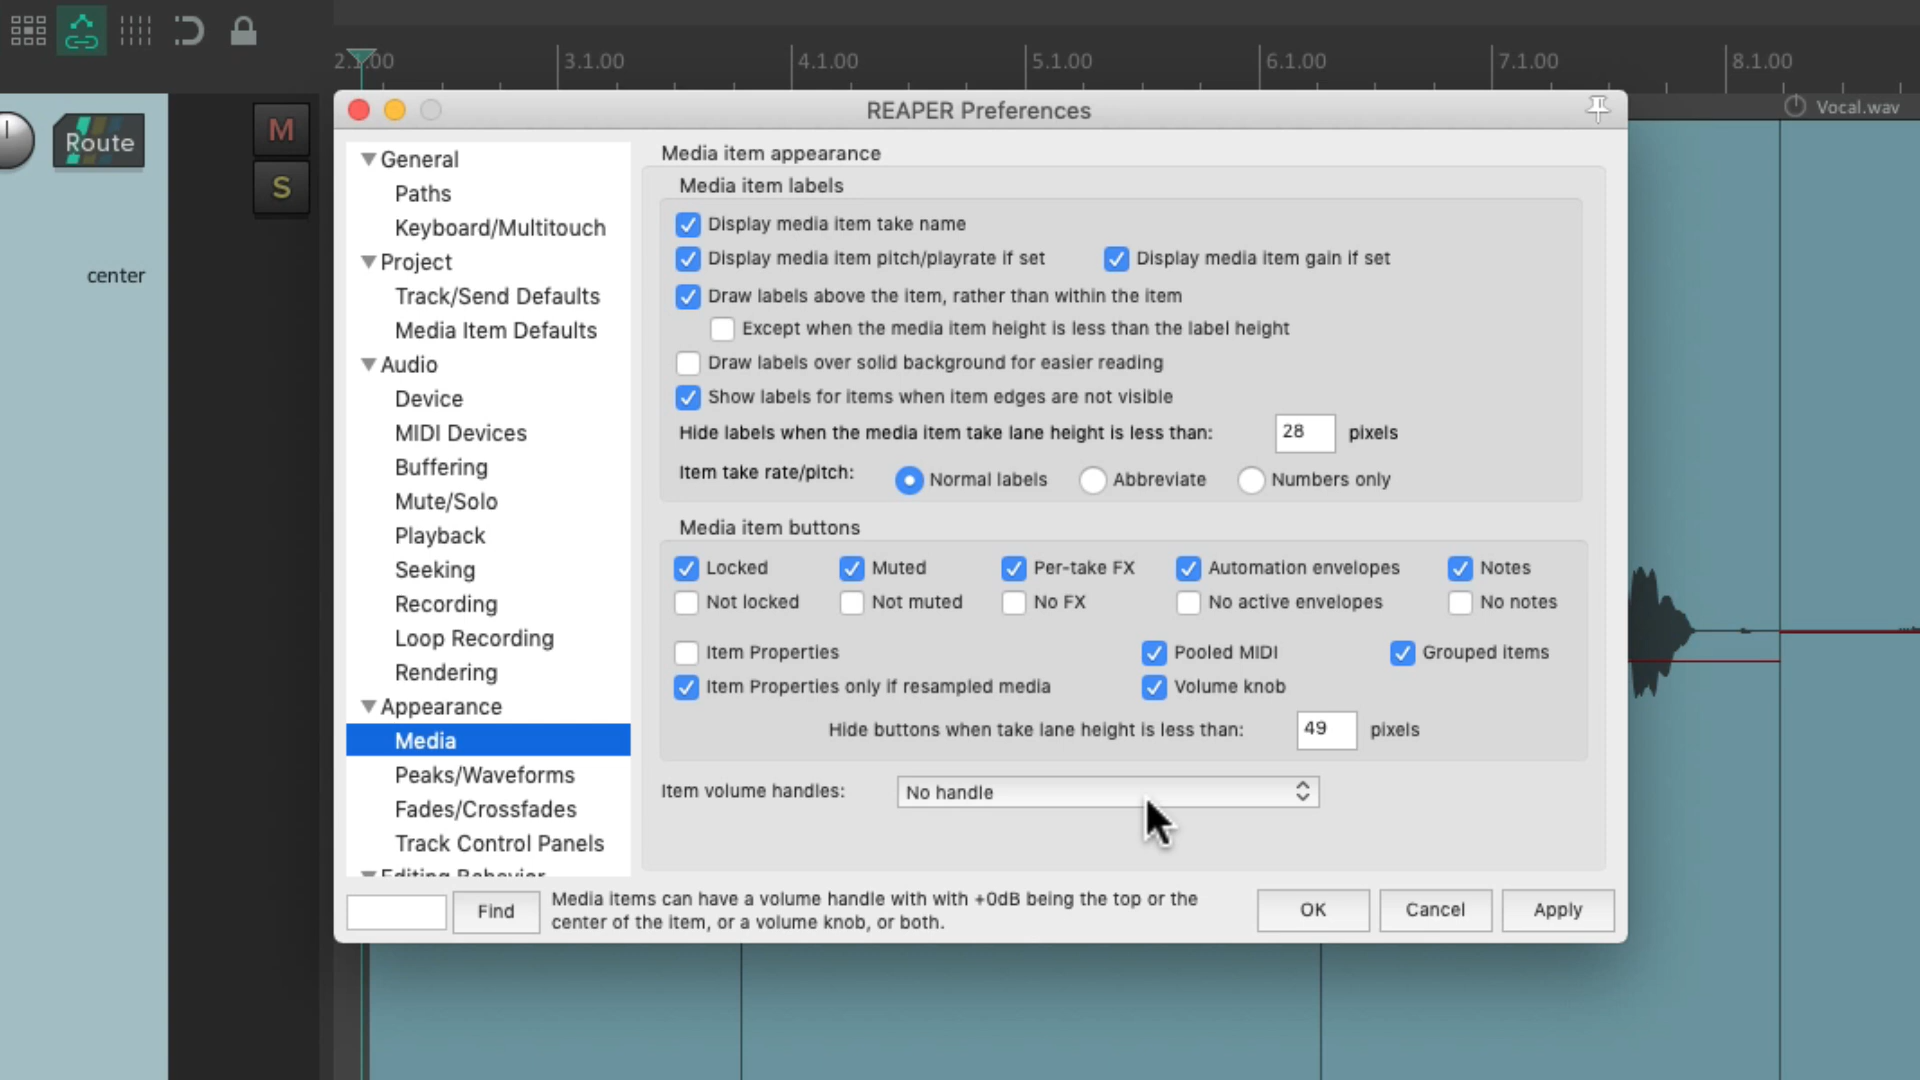 2.1.00
3.1.00
4.1.00
5.1.00
6.1.00
7.1.00
8.1.00
Vocal.wav
Route
M
S
center
REAPER Preferences
General
Paths
Keyboard/Multitouch
Project
Track/Send Defaults
Media Item Defaults
Audio
Device
MIDI Devices
Buffering
Mute/Solo
Playback
Seeking
Recording
Loop Recording
Rendering
Appearance
Media
Peaks/Waveforms
Fades/Crossfades
Track Control Panels
Editing Behavior
Media item appearance
Media item labels
Display media item take name
Display media item pitch/playrate if set Display media item gain if set
Draw labels above the item, rather than within the item
Except when the media item height is less than the label height
Draw labels over solid background for easier reading
Show labels for items when item edges are not visible
Hide labels when the media item take lane height is less than: 28 pixels
Item take rate/pitch: Normal labels Abbreviate Numbers only
Media item buttons
Locked Muted Per-take FX Automation envelopes Notes
Not locked Not muted No FX No active envelopes No notes
Item Properties Pooled MIDI Grouped items
Item Properties only if resampled media Volume knob
Hide buttons when take lane height is less than: 49 pixels
Item volume handles: No handle
Find
Media items can have a volume handle with with +0dB being the top or the
center of the item, or a volume knob, or both.
OK
Cancel
Apply